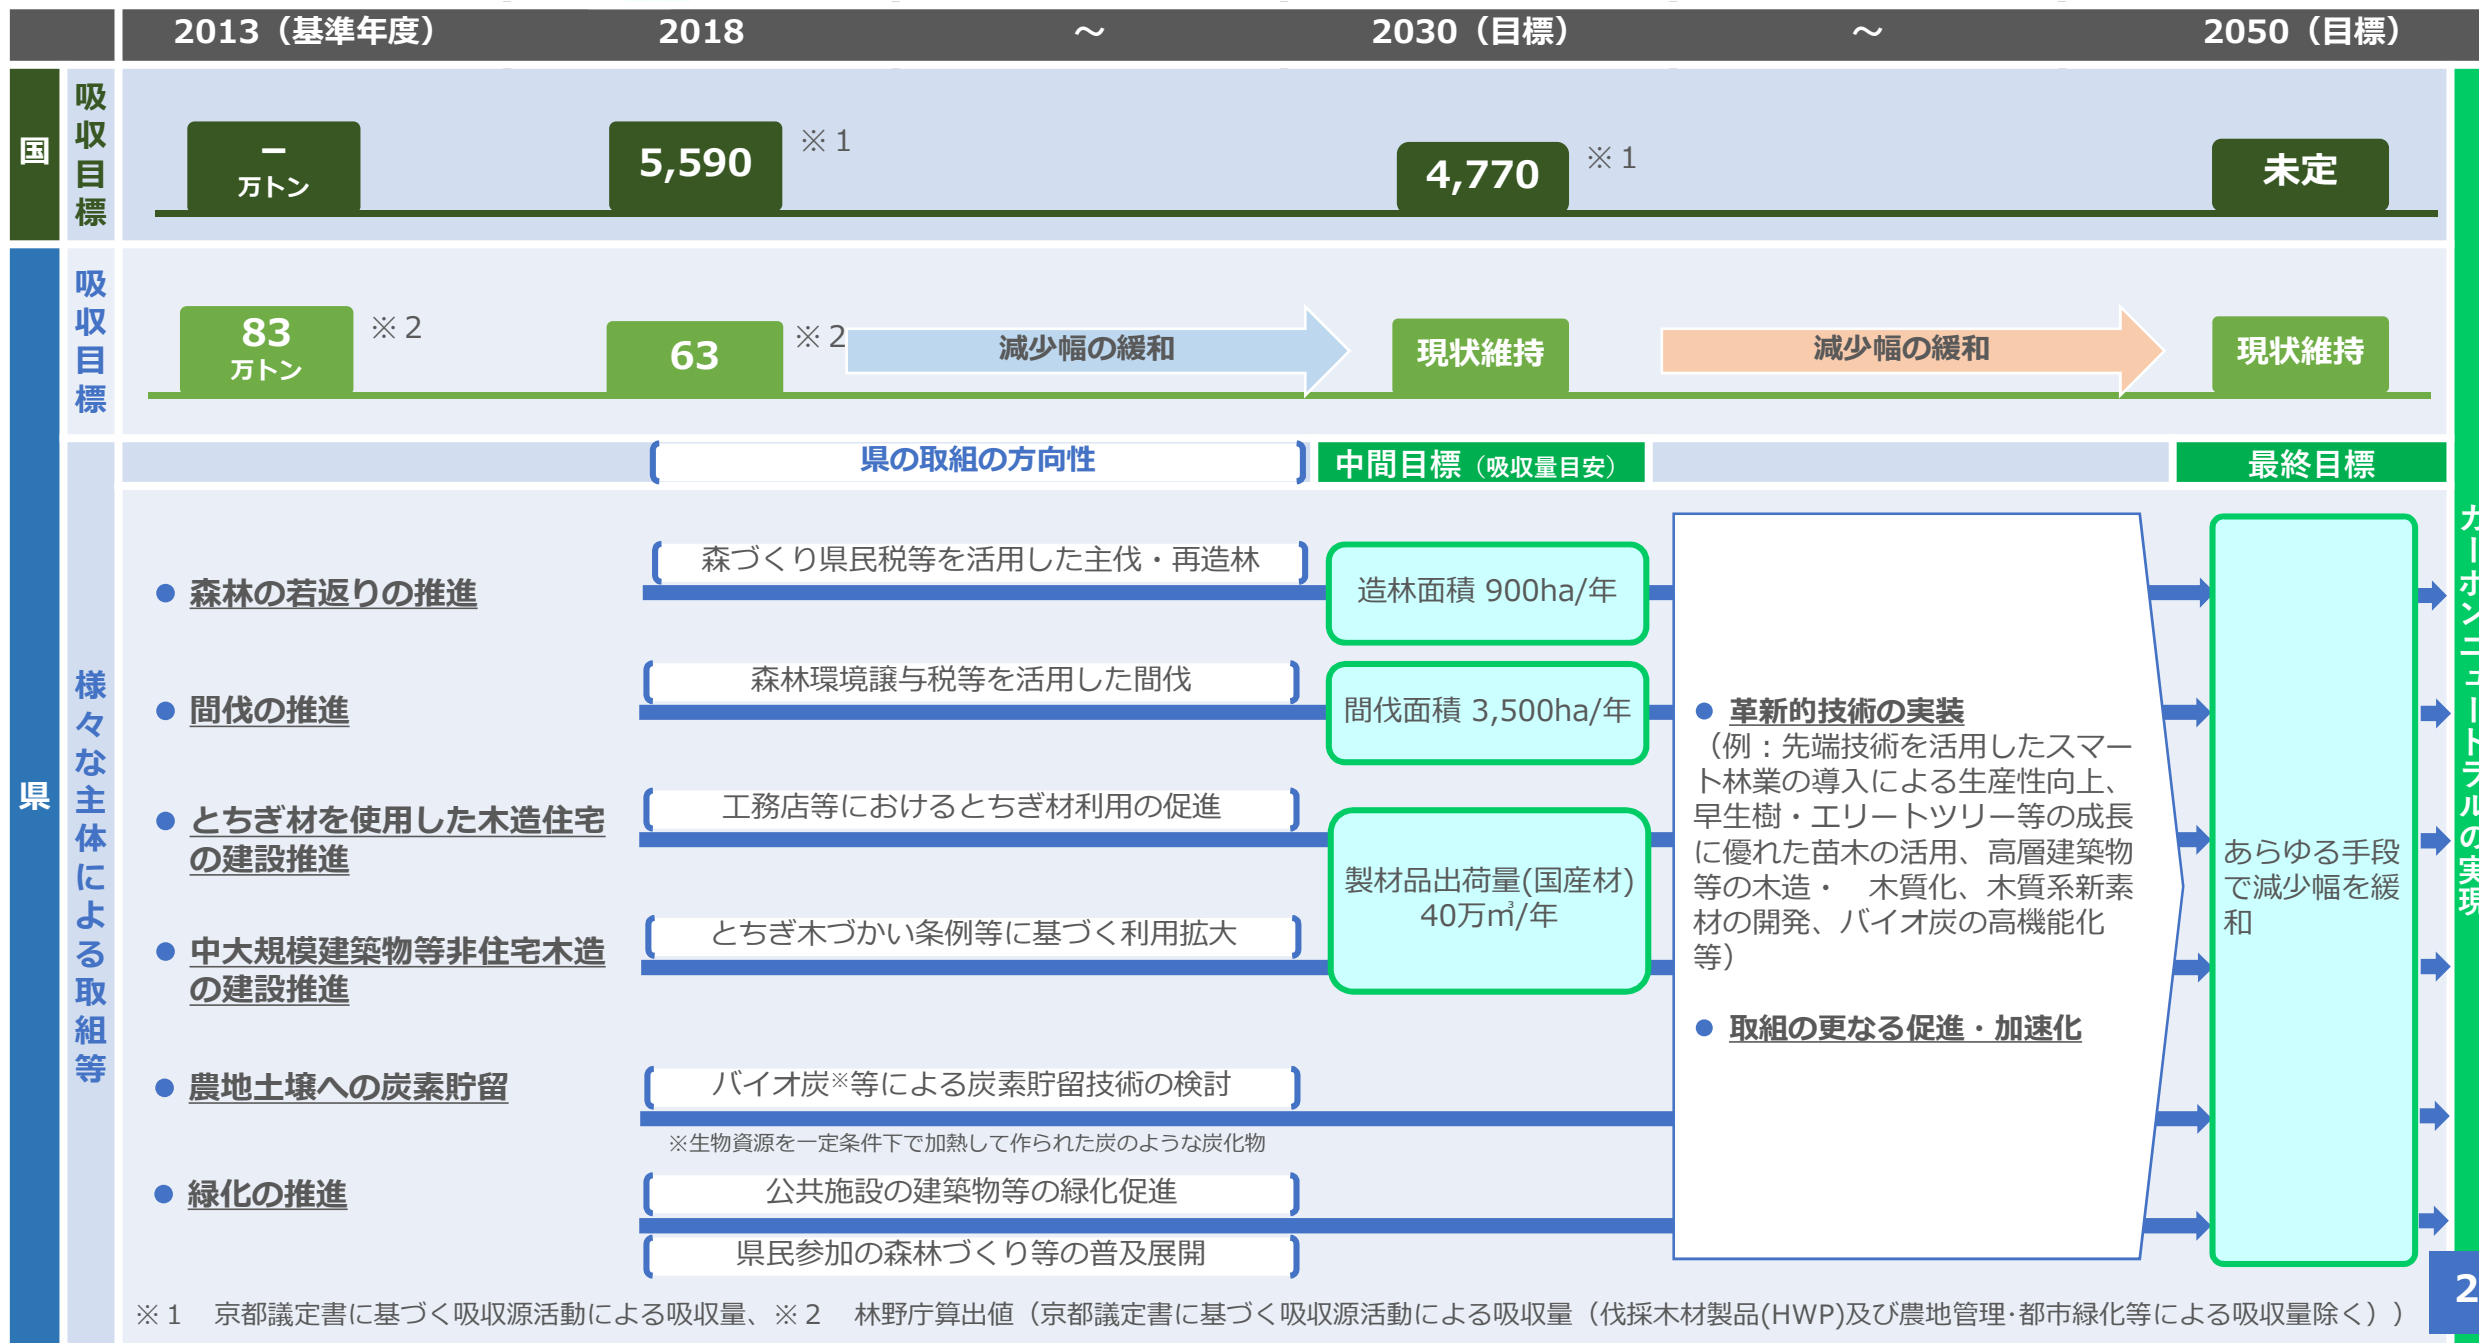 2013（基準年度）
2018
～
2030（目標）
～
2050（目標）
国
吸収目標
－
万トン
5,590
※１
4,770
※１
未定
県
吸収目標
83
万トン
※２
63
※２
減少幅の緩和
現状維持
減少幅の緩和
現状維持
様々な主体による取組等
県の取組の方向性
中間目標（吸収量目安）
最終目標
● 森林の若返りの推進
森づくり県民税等を活用した主伐・再造林
造林面積 900ha/年
● 間伐の推進
森林環境譲与税等を活用した間伐
間伐面積 3,500ha/年
● とちぎ材を使用した木造住宅
の建設推進
工務店等におけるとちぎ材利用の促進
● 中大規模建築物等非住宅木造
の建設推進
とちぎ木づかい条例等に基づく利用拡大
製材品出荷量(国産材)
40万㎥/年
● 農地土壌への炭素貯留
バイオ炭※等による炭素貯留技術の検討
※生物資源を一定条件下で加熱して作られた炭のような炭化物
● 緑化の推進
公共施設の建築物等の緑化促進
県民参加の森林づくり等の普及展開
● 革新的技術の実装
（例：先端技術を活用したスマー
ト林業の導入による生産性向上、
早生樹・エリートツリー等の成長
に優れた苗木の活用、高層建築物
等の木造・　木質化、木質系新素
材の開発、バイオ炭の高機能化
等）
● 取組の更なる促進・加速化
あらゆる手段
で減少幅を緩
和
カーボンニュートラルの実現
※１　京都議定書に基づく吸収源活動による吸収量、※２　林野庁算出値（京都議定書に基づく吸収源活動による吸収量（伐採木材製品(HWP)及び農地管理･都市緑化等による吸収量除く））
2